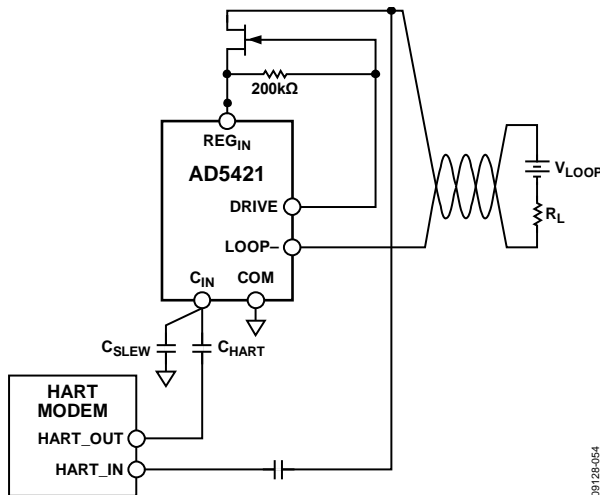 200kΩ
REGIN
AD5421
VLOOP
DRIVE
RL
LOOP–
CIN
COM
CSLEW
CHART
HART
MODEM
HART_OUT
HART_IN
09128-054